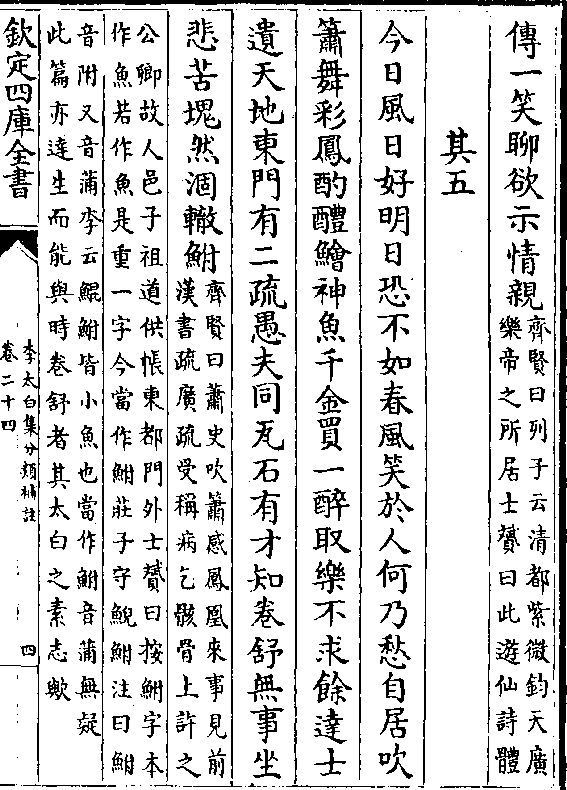 傳一笑聊欲示情親齊賢曰列子云清都紫微鈞天廣
樂帝之所居士贇曰此遊仙詩體
其五
今日風日好明日恐不如春風笑於人何乃愁自居吹
簫舞彩鳳酌醴鱠神魚千金買一醉取樂不求餘達士
遺天地東門有二疏愚夫同瓦石有才知卷舒無事坐
悲苦塊然涸轍鮒齊賢曰蕭史吹簫感鳳凰來事見前
漢書疏廣疏受稱病乞骸骨上許之
公卿故人邑子祖道供帳東都門外士贇曰按鮒字本
作魚若作魚是重一字今當作鮒莊子守鯢鮒注曰鮒
音附又音蒲李云鯢鮒皆小魚也當作鮒音蒲無疑
此篇亦達生而能與時卷舒者其太白之素志歟
欽定四庫全書
李太白集分類補註
卷二十四
四